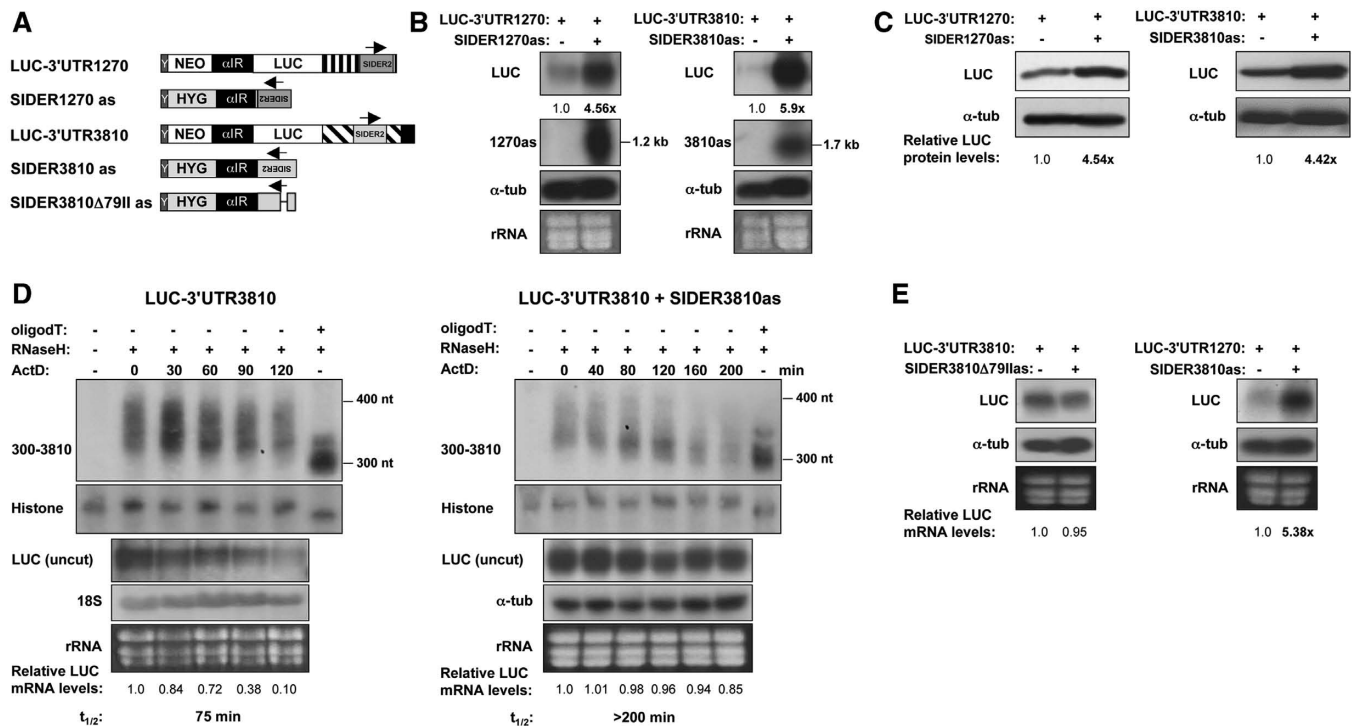 A
LUC-3'UTR1270
Y NEO αIR LUC SIDER2
SIDER1270 as
Y HYG αIR SIDER2
LUC-3'UTR3810
Y NEO αIR LUC SIDER2
SIDER3810 as
Y HYG αIR SIDER2
SIDER3810Δ79II as
Y HYG αIR
B
LUC-3'UTR1270: + +
SIDER1270as: - +
LUC
1.0 4.56x
1270as
1.2 kb
α-tub
rRNA
LUC-3'UTR3810: + +
SIDER3810as: - +
LUC
1.0 5.9x
3810as
1.7 kb
α-tub
rRNA
C
LUC-3'UTR1270: + +
SIDER1270as: - +
LUC
α-tub
Relative LUC
protein levels: 1.0 4.54x
LUC-3'UTR3810: + +
SIDER3810as: - +
LUC
α-tub
1.0 4.42x
D
LUC-3'UTR3810
oligodT: - - - - - - +
RNaseH: - + + + + + +
ActD: - 0 30 60 90 120 -
400 nt
300-3810
300 nt
Histone
LUC (uncut)
18S
rRNA
Relative LUC
mRNA levels: 1.0 0.84 0.72 0.38 0.10
t1/2: 75 min
LUC-3'UTR3810 + SIDER3810as
oligodT: - - - - - - - +
RNaseH: - + + + + + + +
ActD: - 0 40 80 120 160 200 - min
400 nt
300-3810
300 nt
Histone
LUC (uncut)
α-tub
rRNA
Relative LUC
mRNA levels: 1.0 1.01 0.98 0.96 0.94 0.85
t1/2: >200 min
E
LUC-3'UTR3810: + +
SIDER3810Δ79IIas: - +
LUC
α-tub
rRNA
Relative LUC
mRNA levels: 1.0 0.95
LUC-3'UTR1270: + +
SIDER3810as: - +
LUC
α-tub
rRNA
1.0 5.38x